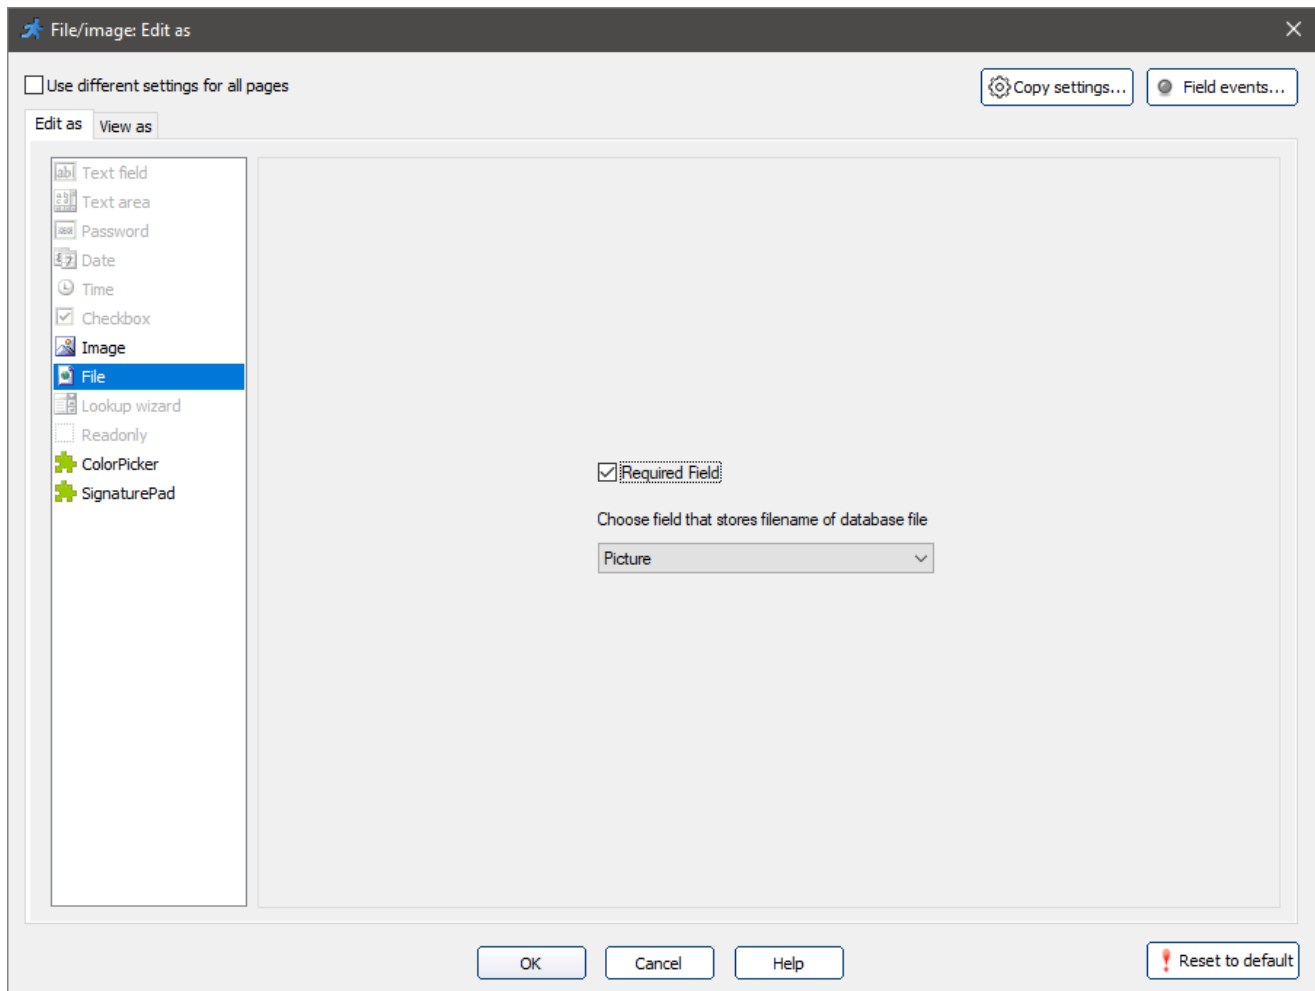 File/image: Edit as
Use different settings for all pages
Copy settings...
Field events...
Edit as
View as
Text field
Text area
Password
Date
Time
Checkbox
Image
File
Lookup wizard
Readonly
ColorPicker
SignaturePad
Required Field
Choose field that stores filename of database file
Picture
OK
Cancel
Help
Reset to default